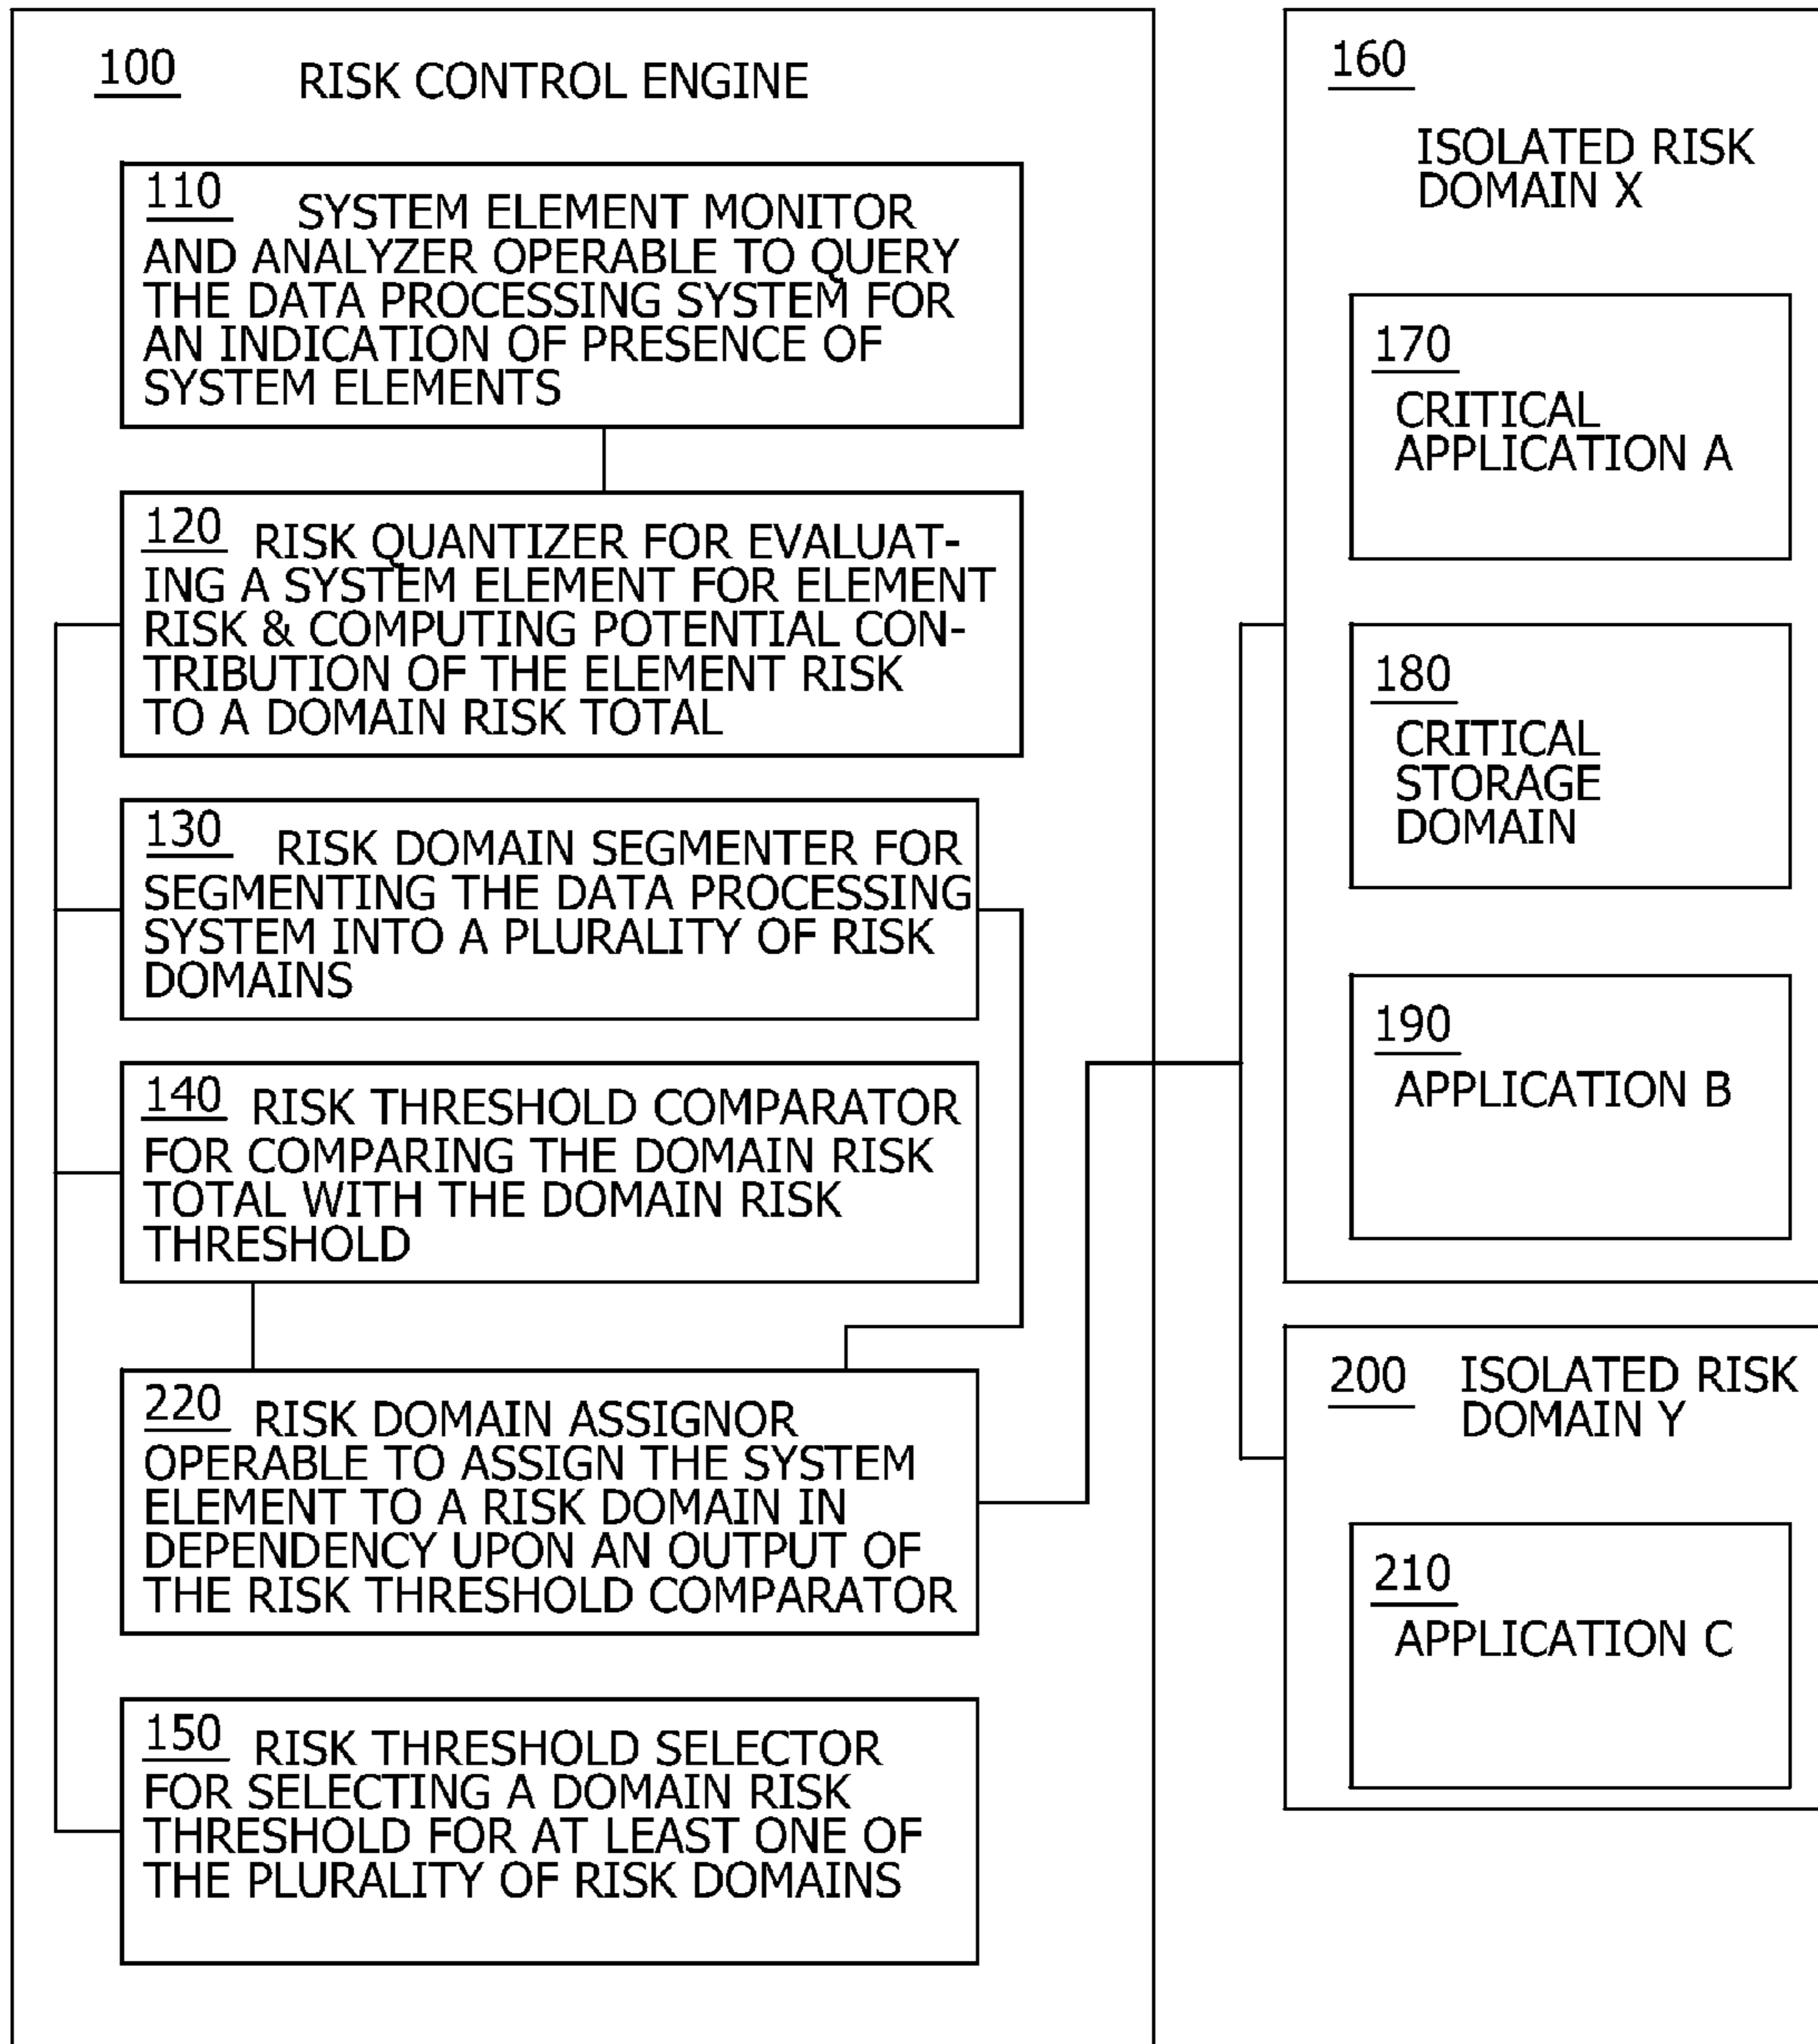 100 RISK CONTROL ENGINE
110 SYSTEM ELEMENT MONITOR
AND ANALYZER OPERABLE TO QUERY
THE DATA PROCESSING SYSTEM FOR
AN INDICATION OF PRESENCE OF
SYSTEM ELEMENTS
120 RISK QUANTIZER FOR EVALUAT-
ING A SYSTEM ELEMENT FOR ELEMENT
RISK & COMPUTING POTENTIAL CON-
TRIBUTION OF THE ELEMENT RISK
TO A DOMAIN RISK TOTAL
130 RISK DOMAIN SEGMENTER FOR
SEGMENTING THE DATA PROCESSING
SYSTEM INTO A PLURALITY OF RISK
DOMAINS
140 RISK THRESHOLD COMPARATOR
FOR COMPARING THE DOMAIN RISK
TOTAL WITH THE DOMAIN RISK
THRESHOLD
220 RISK DOMAIN ASSIGNOR
OPERABLE TO ASSIGN THE SYSTEM
ELEMENT TO A RISK DOMAIN IN
DEPENDENCY UPON AN OUTPUT OF
THE RISK THRESHOLD COMPARATOR
150 RISK THRESHOLD SELECTOR
FOR SELECTING A DOMAIN RISK
THRESHOLD FOR AT LEAST ONE OF
THE PLURALITY OF RISK DOMAINS
160
ISOLATED RISK
DOMAIN X
170
CRITICAL
APPLICATION A
180
CRITICAL
STORAGE
DOMAIN
190
APPLICATION B
200 ISOLATED RISK
DOMAIN Y
210
APPLICATION C